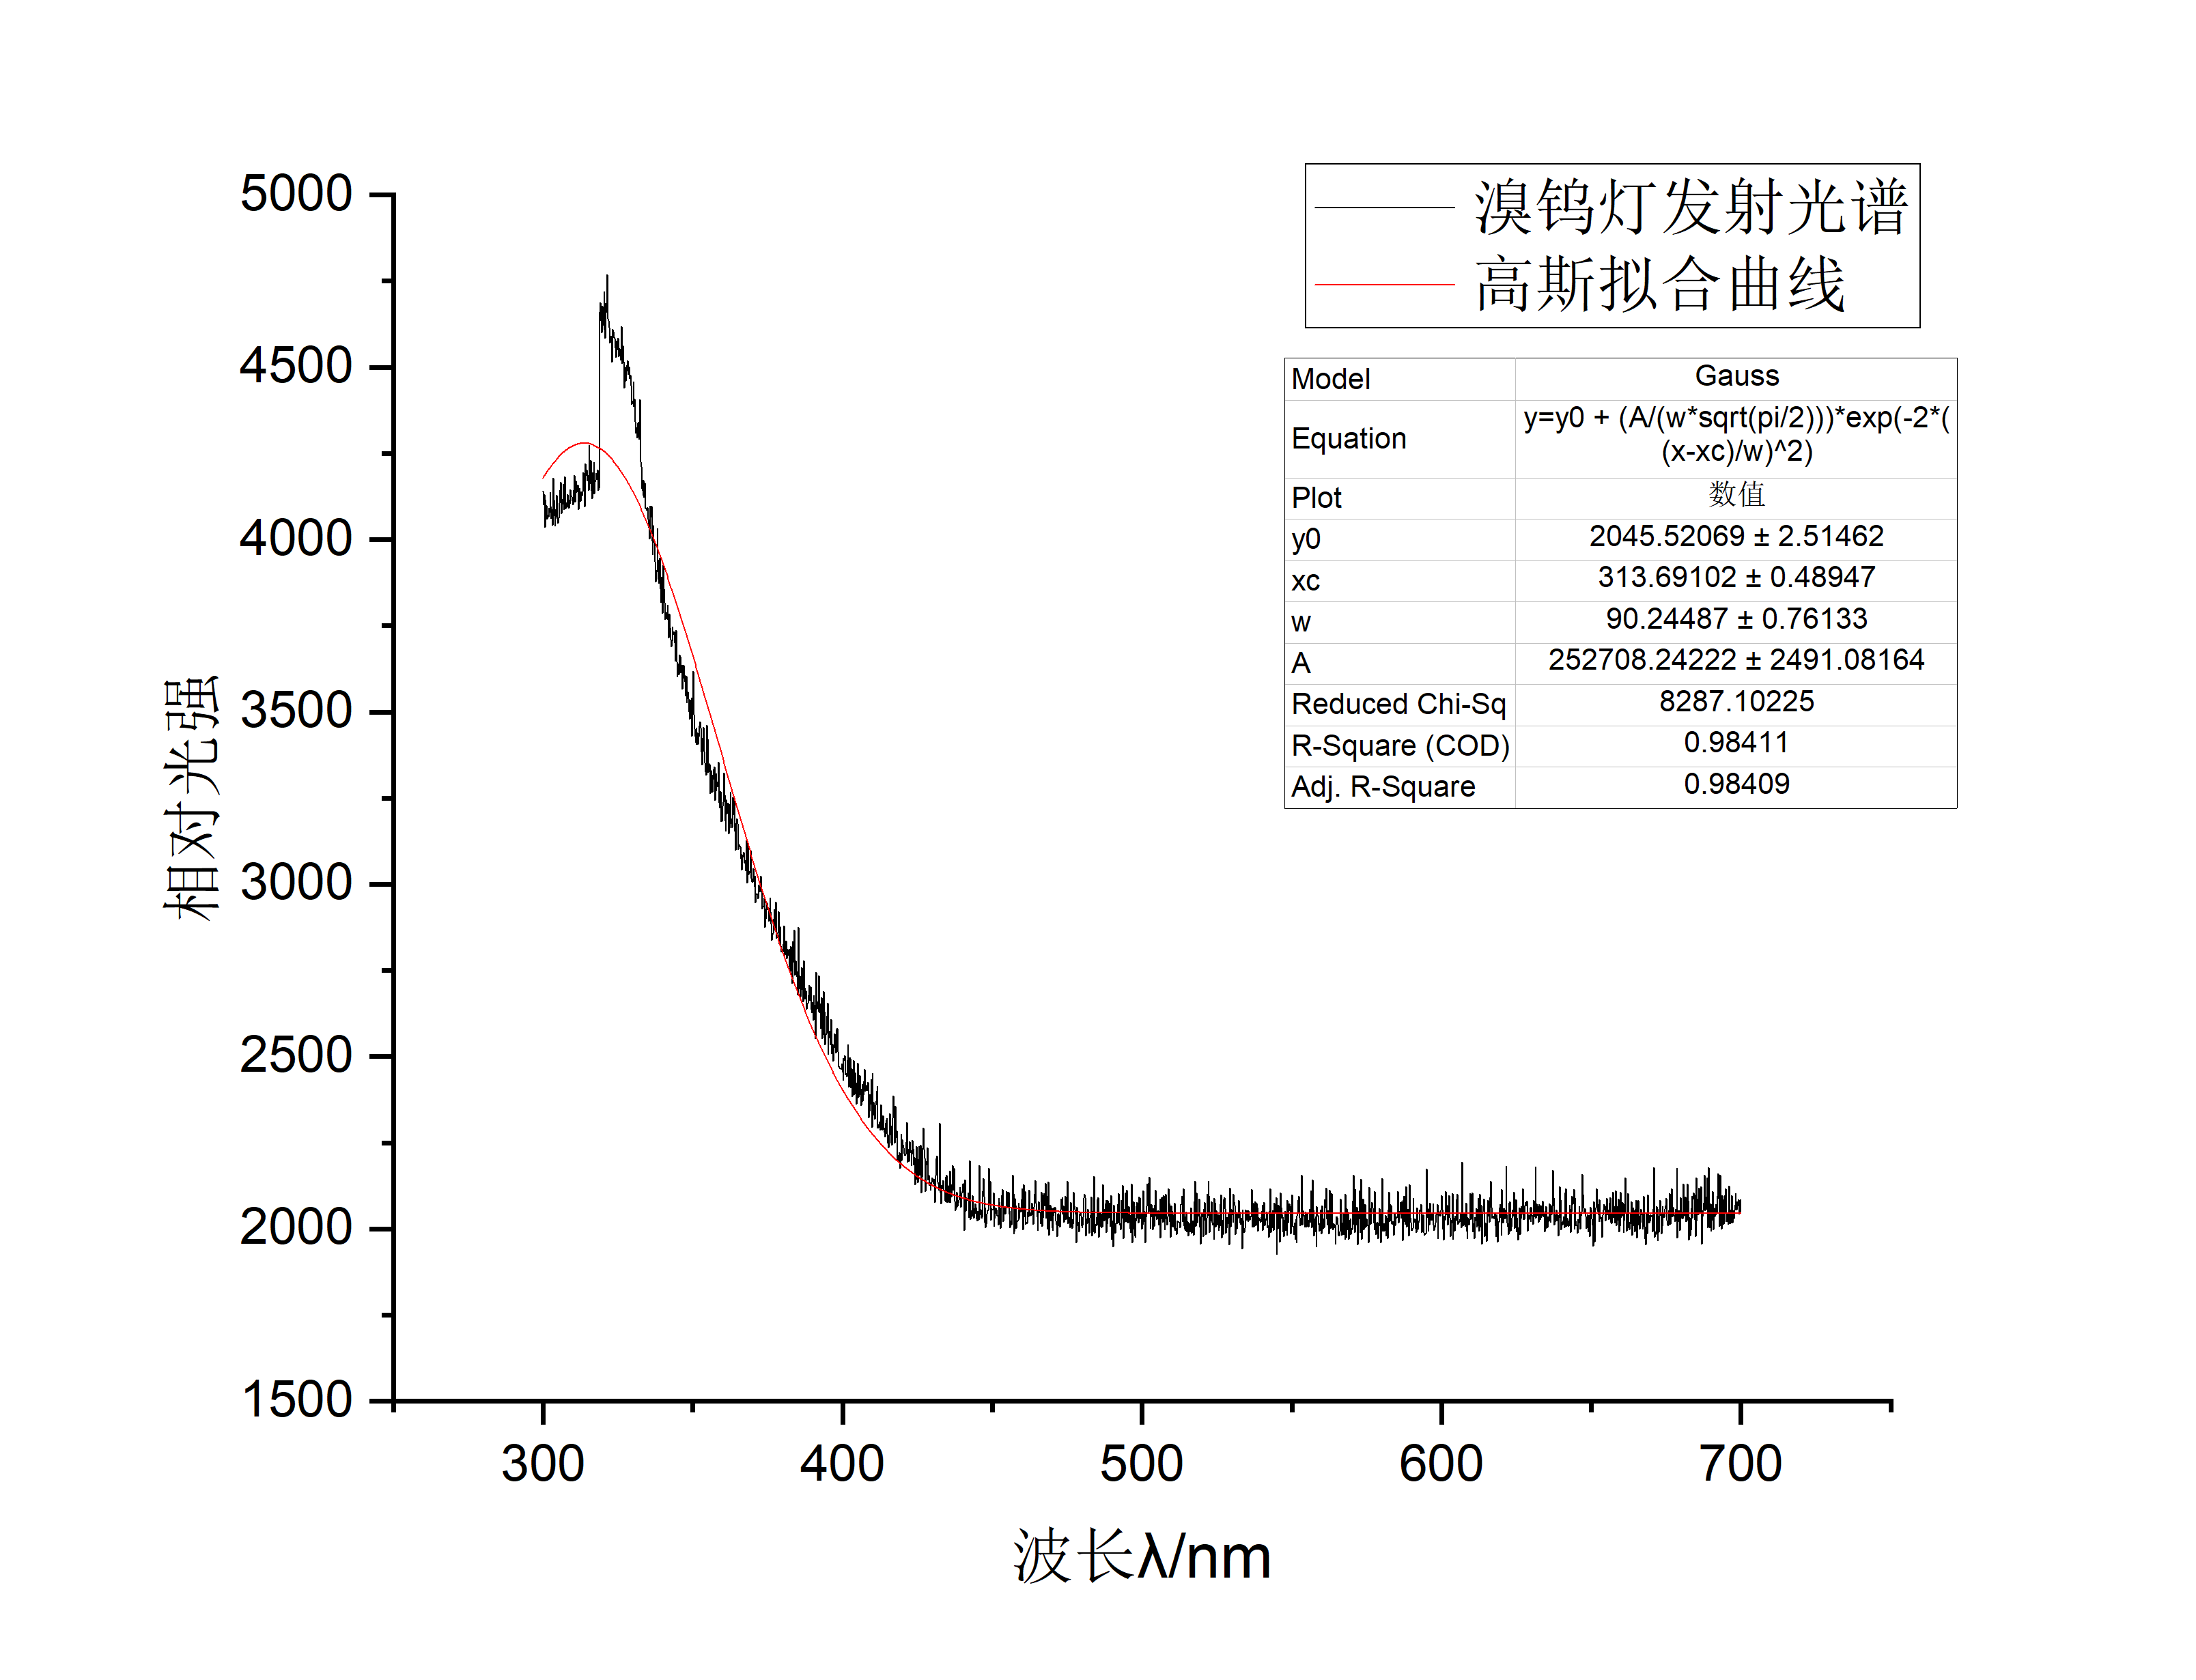 溴钨灯发射光谱
高斯拟合曲线
Model Gauss
Equation y=y0 + (A/(w*sqrt(pi/2)))*exp(-2*(
(x-xc)/w)^2)
Plot 数值
y0 2045.52069 ± 2.51462
xc 313.69102 ± 0.48947
w 90.24487 ± 0.76133
A 252708.24222 ± 2491.08164
Reduced Chi-Sq 8287.10225
R-Square (COD) 0.98411
Adj. R-Square 0.98409
相对光强
5000
4500
4000
3500
3000
2500
2000
1500
300 400 500 600 700
波长λ/nm